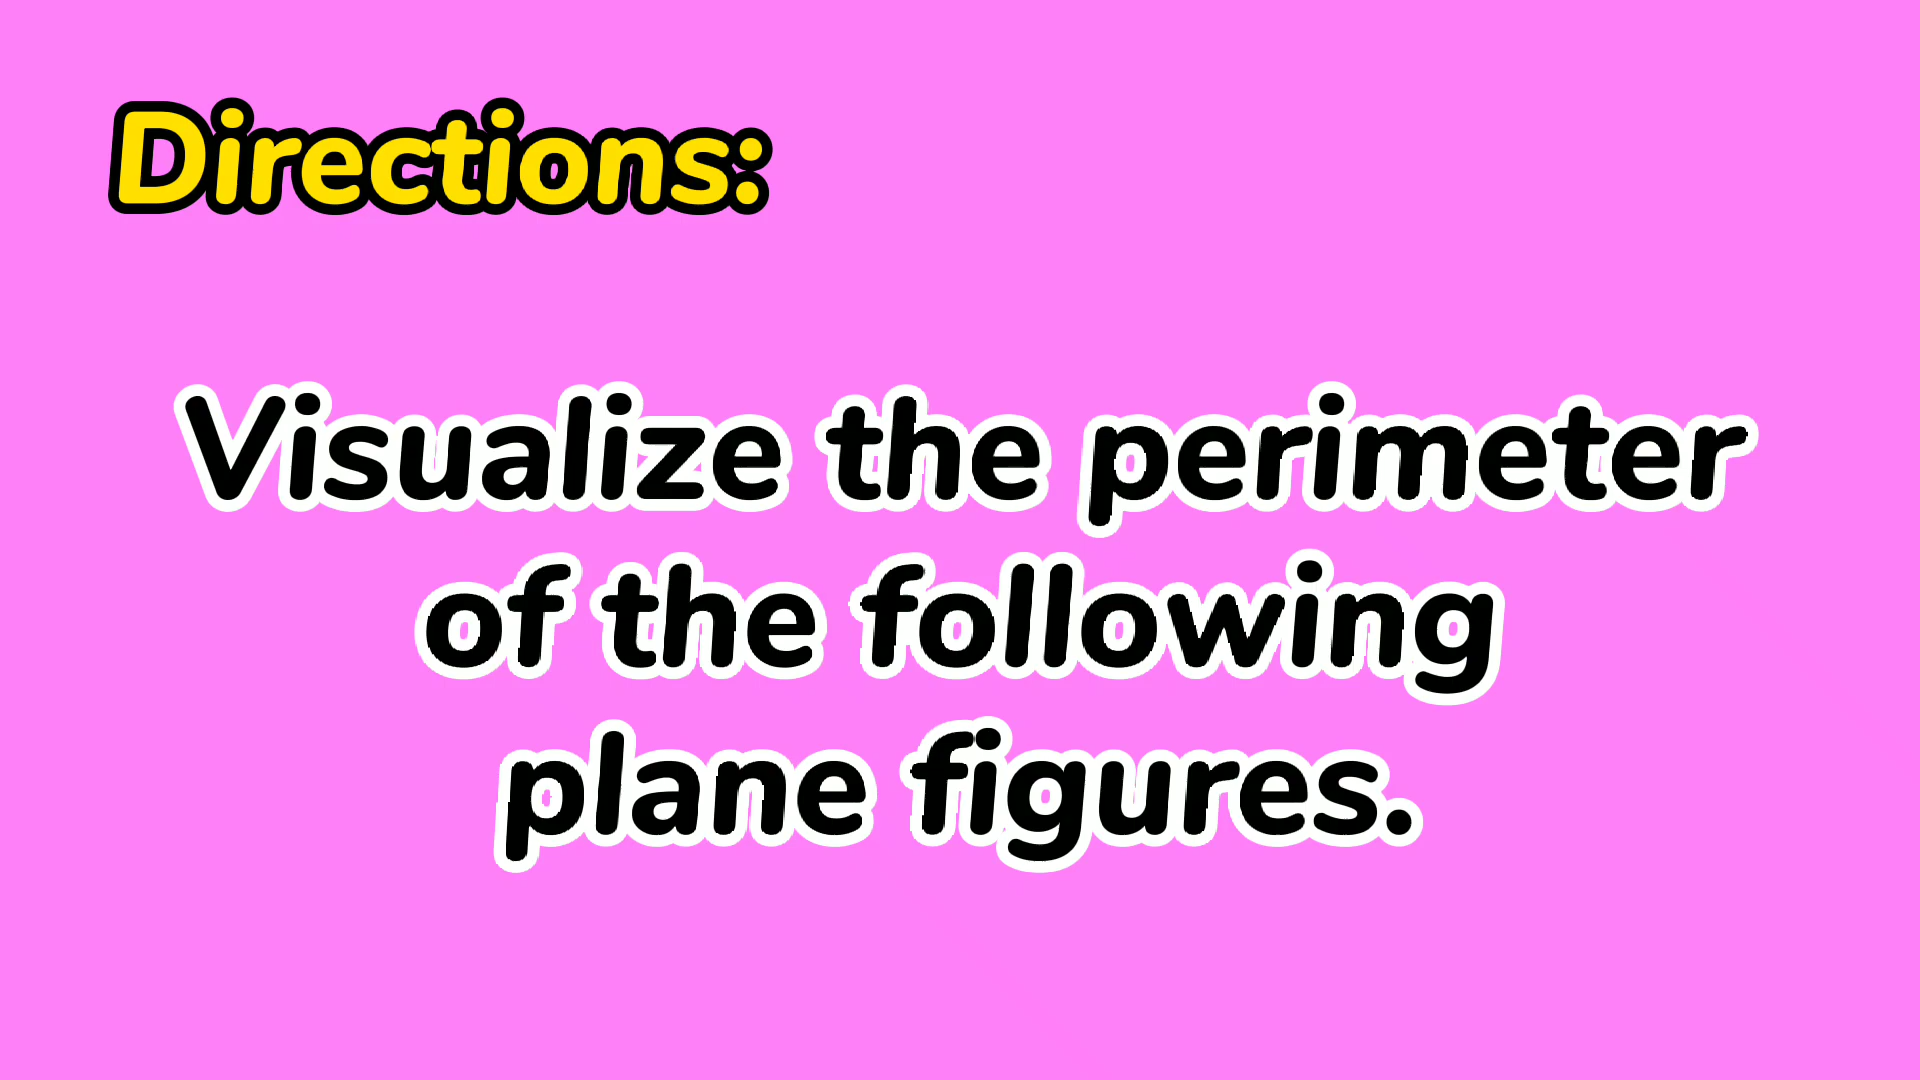 Directions:
Visualize the perimeter
of the following
plane figures.